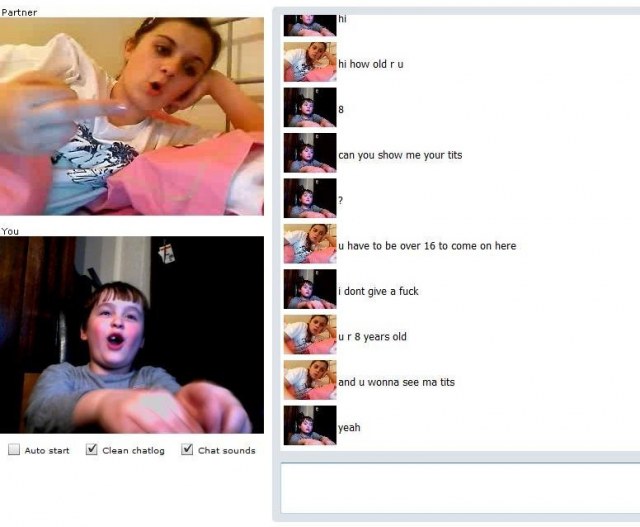 Partner
You
Auto start
Clean chatlog
Chat sounds
hi
hi how old r u
8
can you show me your tits
?
u have to be over 16 to come on here
i dont give a fuck
u r 8 years old
and u wonna see ma tits
yeah